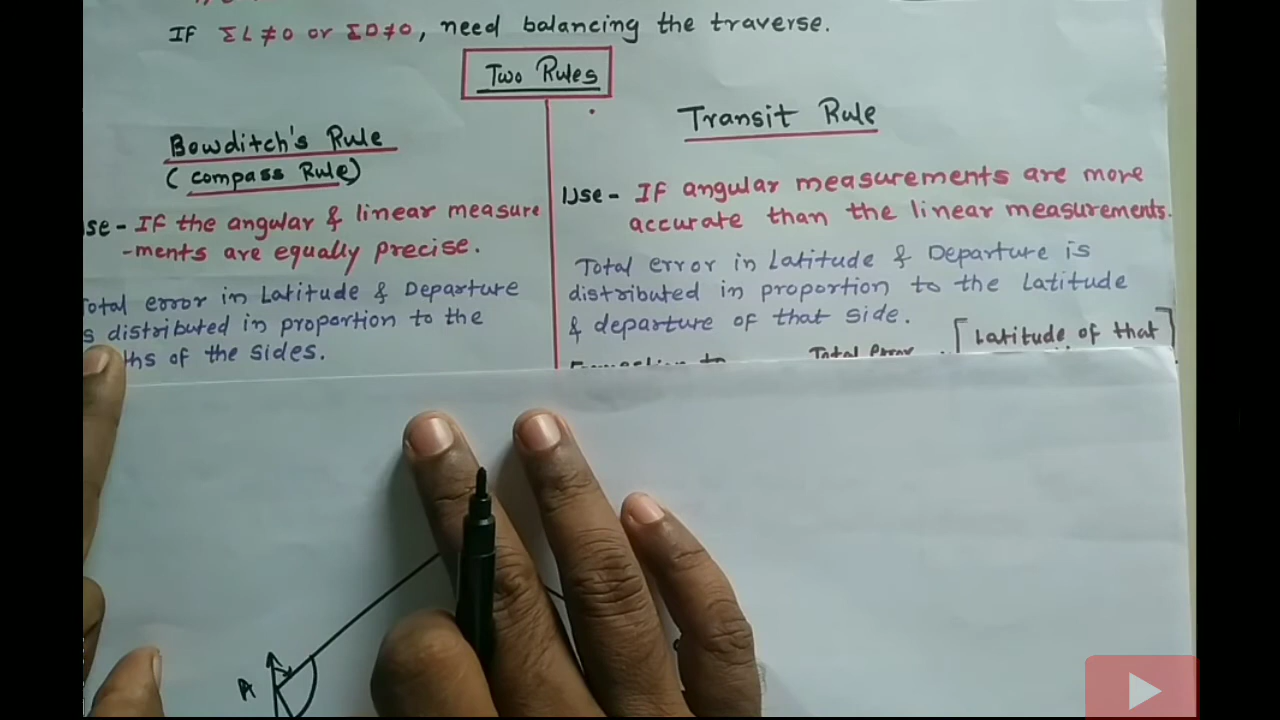 IF ΣL≠0 or ΣD≠0, need balancing the traverse.
Two Rules
Bowditch's Rule
(compass Rule)
se - IF the angular & linear measure
-ments are equally precise.
Total error in Latitude & Departure
s distributed in proportion to the
ths of the sides.
Transit Rule
Use - IF angular measurements are more
accurate than the linear measurements.
Total error in Latitude & Departure is
distributed in proportion to the Latitude
& departure of that side.
Total Error [Latitude of that]
A